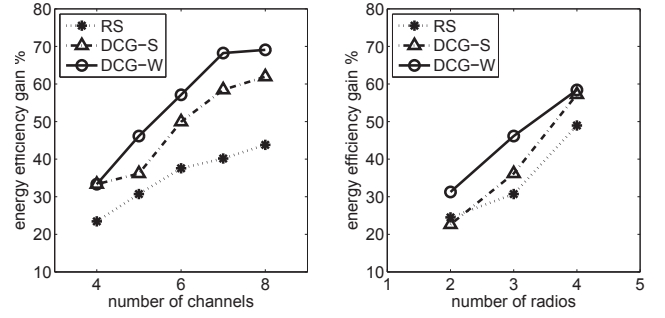 energy efficiency gain %
80
70
60
50
40
30
20
10
RS
DCG-S
DCG-W
4
6
8
number of channels
energy efficiency gain %
80
70
60
50
40
30
20
10
RS
DCG-S
DCG-W
1
2
3
4
5
number of radios